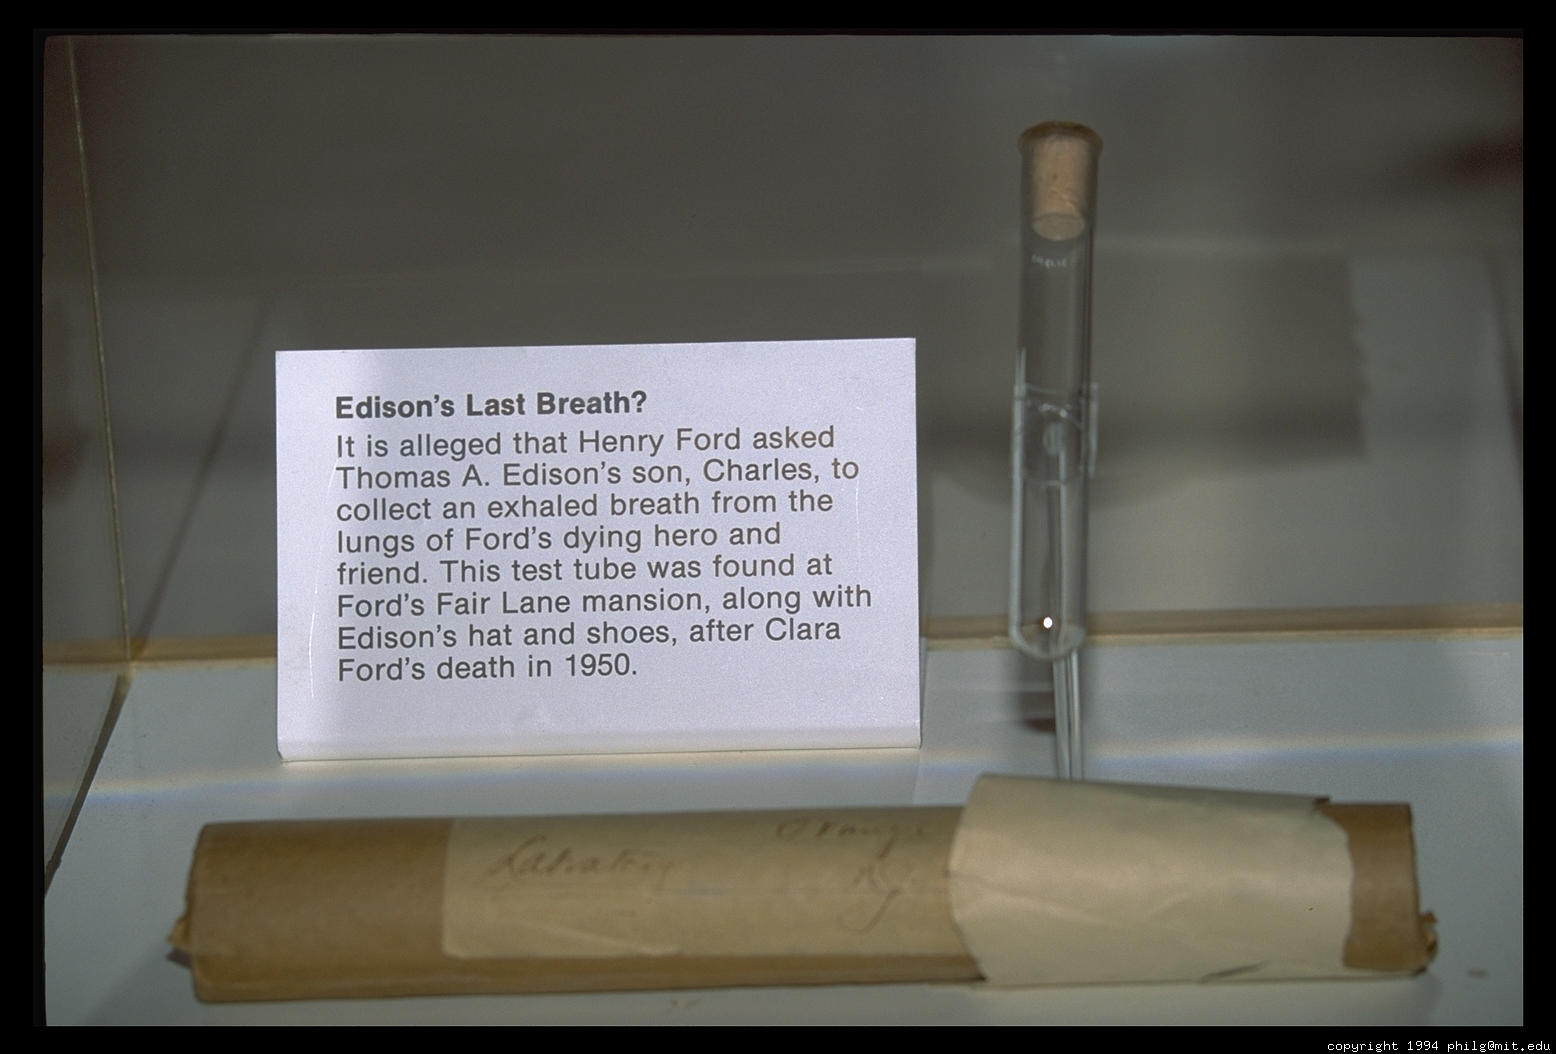 Edison's Last Breath?
It is alleged that Henry Ford asked
Thomas A. Edison's son, Charles, to
collect an exhaled breath from the
lungs of Ford's dying hero and
friend. This test tube was found at
Ford's Fair Lane mansion, along with
Edison's hat and shoes, after Clara
Ford's death in 1950.
Orange
Laboratory
N.J.
copyright 1994 philg@mit.edu